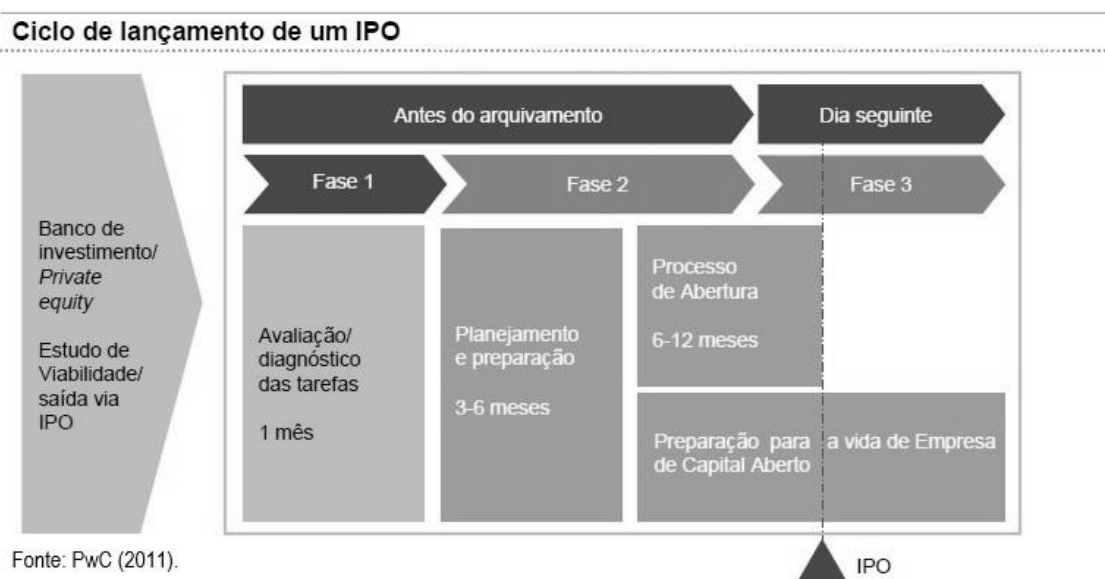 Ciclo de lançamento de um IPO
Antes do arquivamento
Dia seguinte
Fase 1
Fase 2
Fase 3
Banco de
investimento/
Private
equity
Estudo de
Viabilidade/
saída via
IPO
Avaliação/
diagnóstico
das tarefas
1 mês
Planejamento
e preparação
3-6 meses
Processo
de Abertura
6-12 meses
Preparação para a vida de Empresa
de Capital Aberto
Fonte: PwC (2011).
IPO